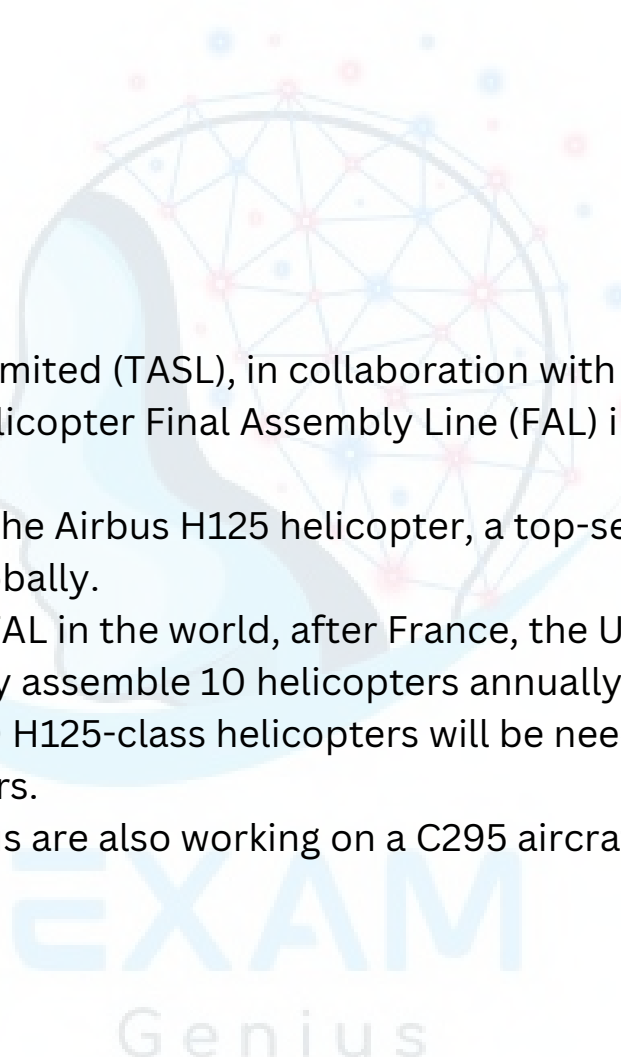 mited (TASL), in collaboration with
licopter Final Assembly Line (FAL) i
he Airbus H125 helicopter, a top-se
bally.
AL in the world, after France, the U
y assemble 10 helicopters annually
H125-class helicopters will be nee
rs.
s are also working on a C295 aircra
EXAM
Genius